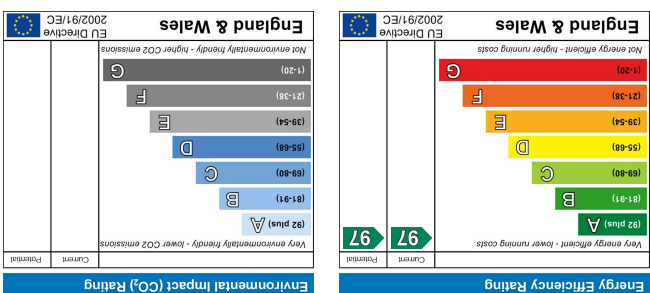 Energy Efficiency Rating
Current
Potential
Very energy efficient - lower running costs
(92 plus) A
97
97
(81-91) B
(69-80) C
(55-68) D
(39-54) E
(21-38) F
(1-20) G
Not energy efficient - higher running costs
England & Wales
EU Directive
2002/91/EC
Environmental Impact (CO₂) Rating
Current
Potential
Very environmentally friendly - lower CO2 emissions
(92 plus) A
(81-91) B
(69-80) C
(55-68) D
(39-54) E
(21-38) F
(1-20) G
Not environmentally friendly - higher CO2 emissions
England & Wales
EU Directive
2002/91/EC